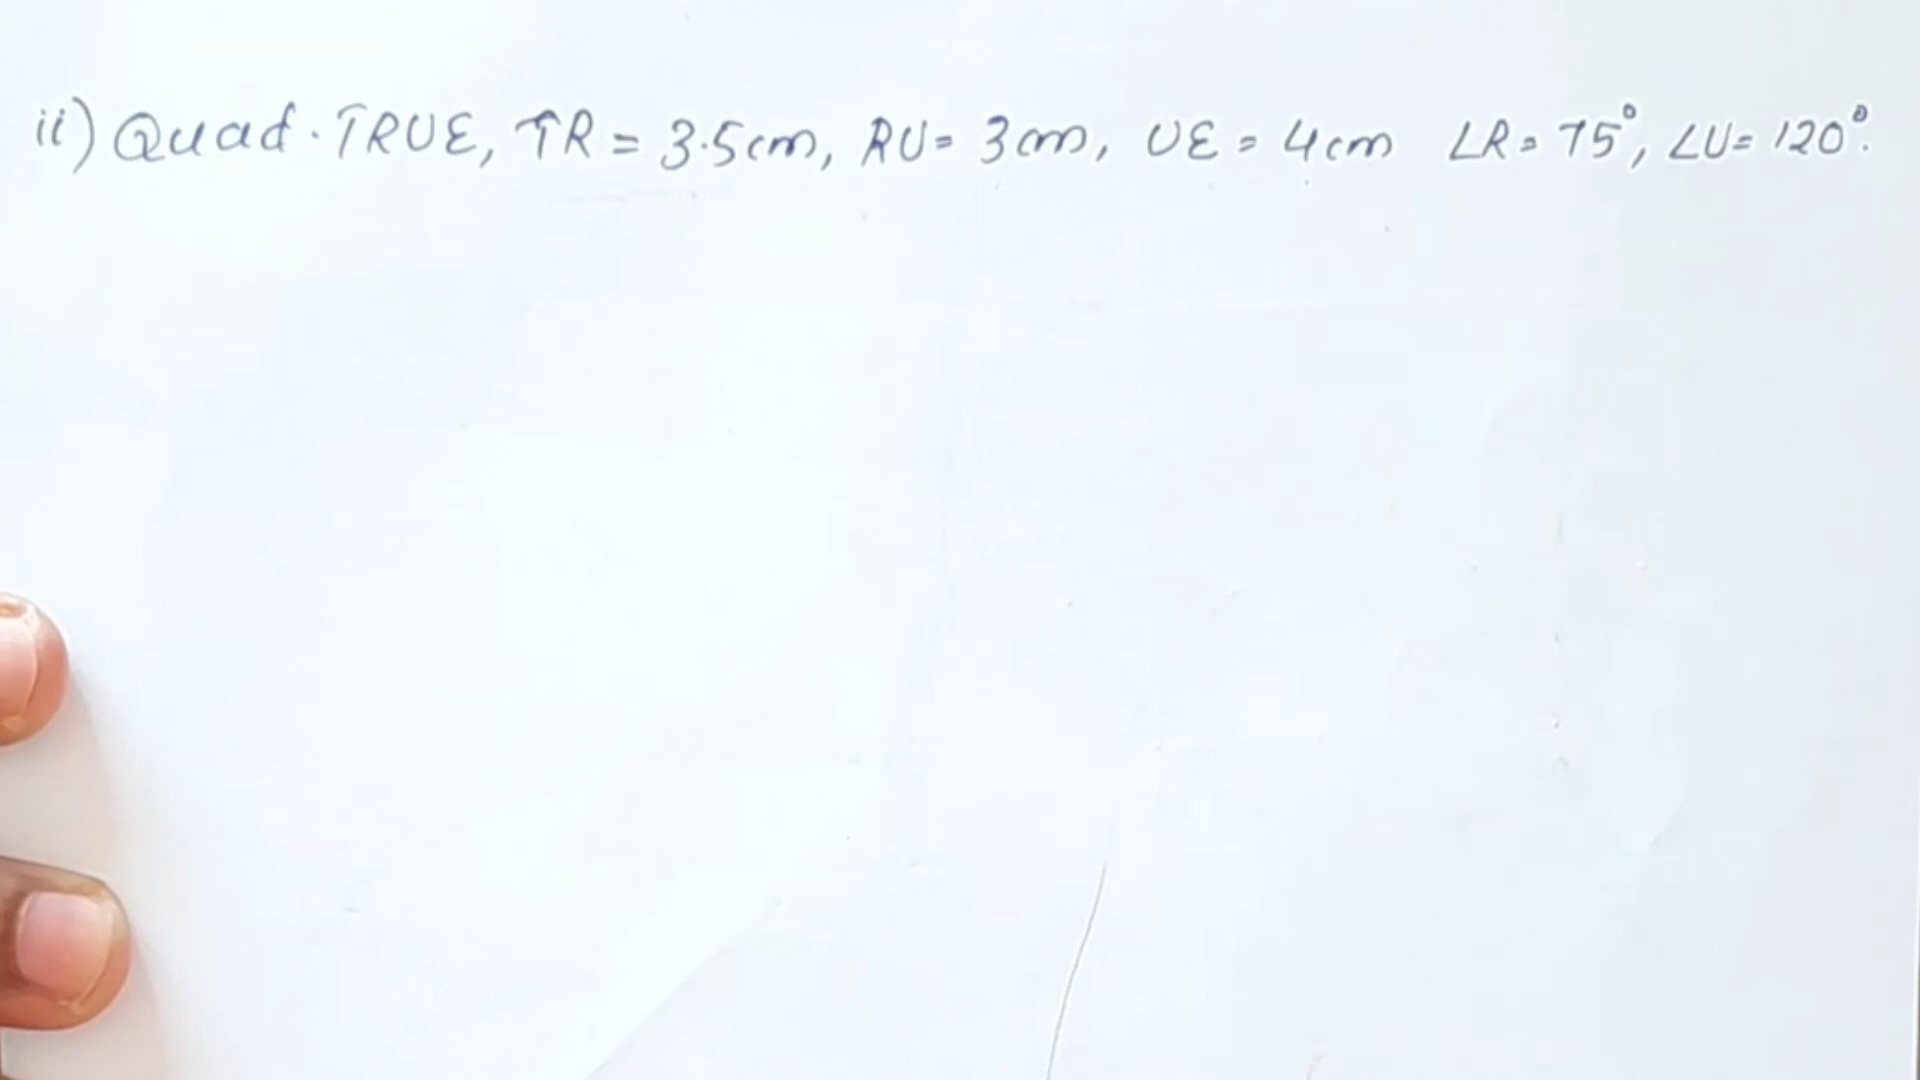 ii) Quad. TRUE, TR = 3.5cm, RU = 3cm, UE = 4cm ∠R = 75°, ∠U = 120°.